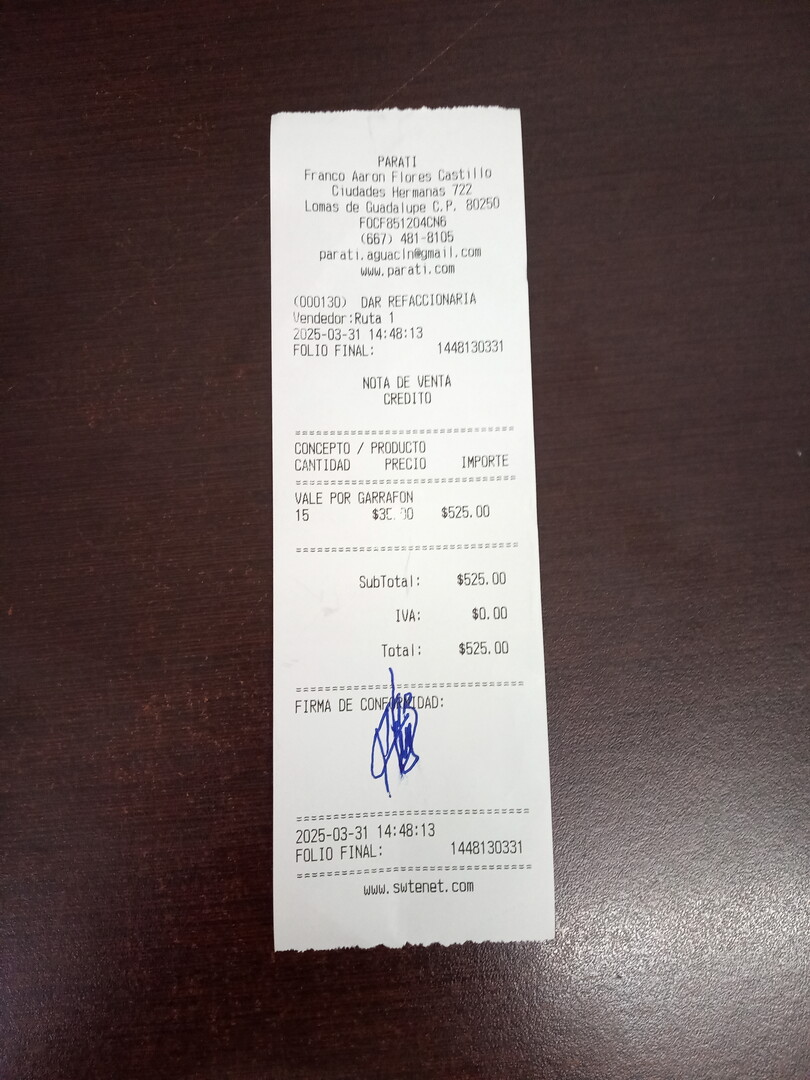 PARATI
Franco Aaron Flores Castillo
Ciudades Hermanas 722
Lomas de Guadalupe C.P. 80250
FOCF851204CN6
(667) 481-8105
parati.aguacln@gmail.com
www.parati.com
(000130) DAR REFACCIONARIA
Vendedor:Ruta 1
2025-03-31 14:48:13
FOLIO FINAL: 1448130331
NOTA DE VENTA
CREDITO
==============================
CONCEPTO / PRODUCTO
CANTIDAD PRECIO IMPORTE
==============================
VALE POR GARRAFON
15 $35.00 $525.00
==============================
SubTotal: $525.00
IVA: $0.00
Total: $525.00
==============================
FIRMA DE CONFORMIDAD:
==============================
2025-03-31 14:48:13
FOLIO FINAL: 1448130331
==============================
www.swtenet.com